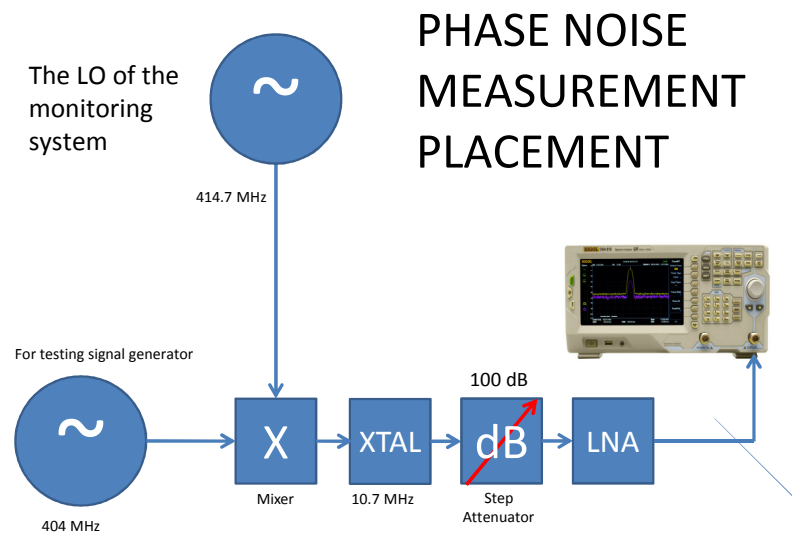 PHASE NOISE
MEASUREMENT
PLACEMENT
The LO of the
monitoring
system
~
414.7 MHz
RIGOL
For testing signal generator
~
404 MHz
X
Mixer
XTAL
10.7 MHz
100 dB
dB
Step
Attenuator
LNA